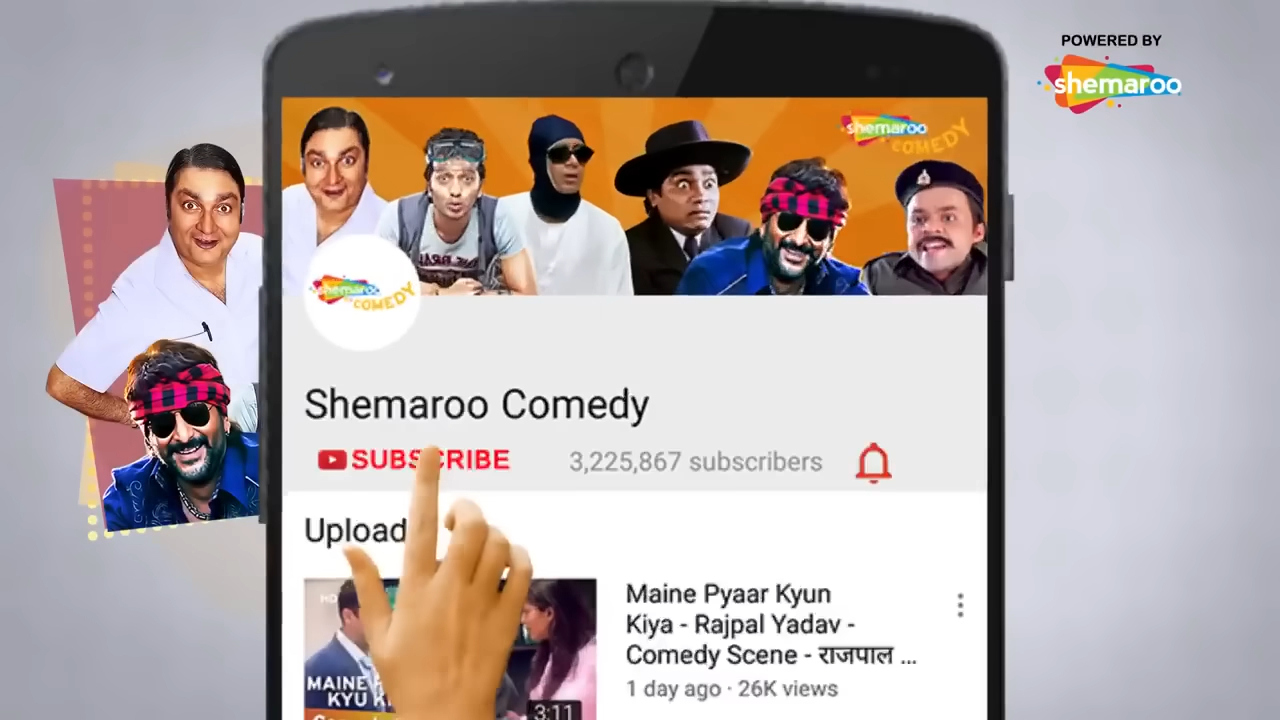 POWERED BY
shemaroo
shemaroo
COMEDY
shemaroo
COMEDY
Shemaroo Comedy
SUBSCRIBE
3,225,867 subscribers
Upload
Maine Pyaar Kyun
Kiya - Rajpal Yadav -
Comedy Scene - राजपाल ...
1 day ago · 26K views
MAINE
KYU
3:11